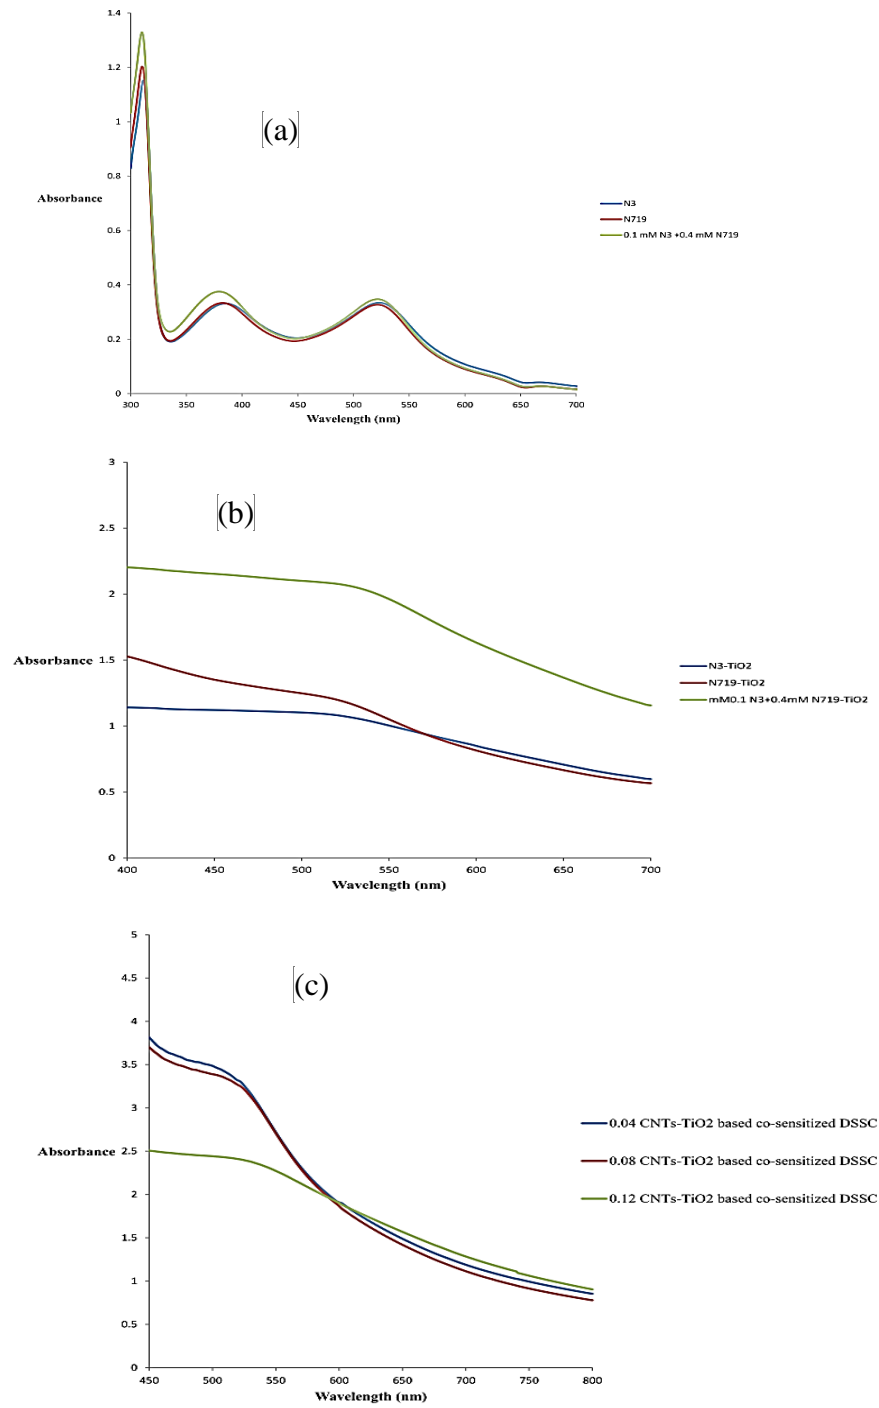 1.4
1.2
1
0.8
0.6
0.4
0.2
0
Absorbance
(a)
N3
N719
0.1 mM N3 +0.4 mM N719
300 350 400 450 500 550 600 650 700
Wavelength (nm)
3
2.5
2
1.5
1
0.5
0
Absorbance
(b)
N3-TiO2
N719-TiO2
mM0.1 N3+0.4mM N719-TiO2
400 450 500 550 600 650 700
Wavelength (nm)
5
4.5
4
3.5
3
2.5
2
1.5
1
0.5
0
Absorbance
(c)
0.04 CNTs-TiO2 based co-sensitized DSSC
0.08 CNTs-TiO2 based co-sensitized DSSC
0.12 CNTs-TiO2 based co-sensitized DSSC
450 500 550 600 650 700 750 800
Wavelength (nm)